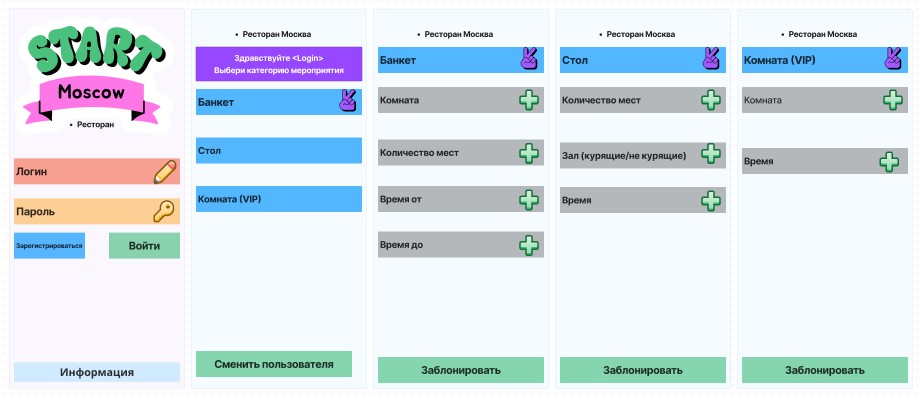 START
Moscow
• Ресторан
Логин
Пароль
Зарегистрироваться
Войти
Информация
• Ресторан Москва
Здравствуйте <Login>
Выбери категорию мероприятия
Банкет
Стол
Комната (VIP)
Сменить пользователя
• Ресторан Москва
Банкет
Комната
Количество мест
Время от
Время до
Заблонировать
• Ресторан Москва
Стол
Количество мест
Зал (курящие/не курящие)
Время
Заблонировать
• Ресторан Москва
Комната (VIP)
Комната
Время
Заблонировать